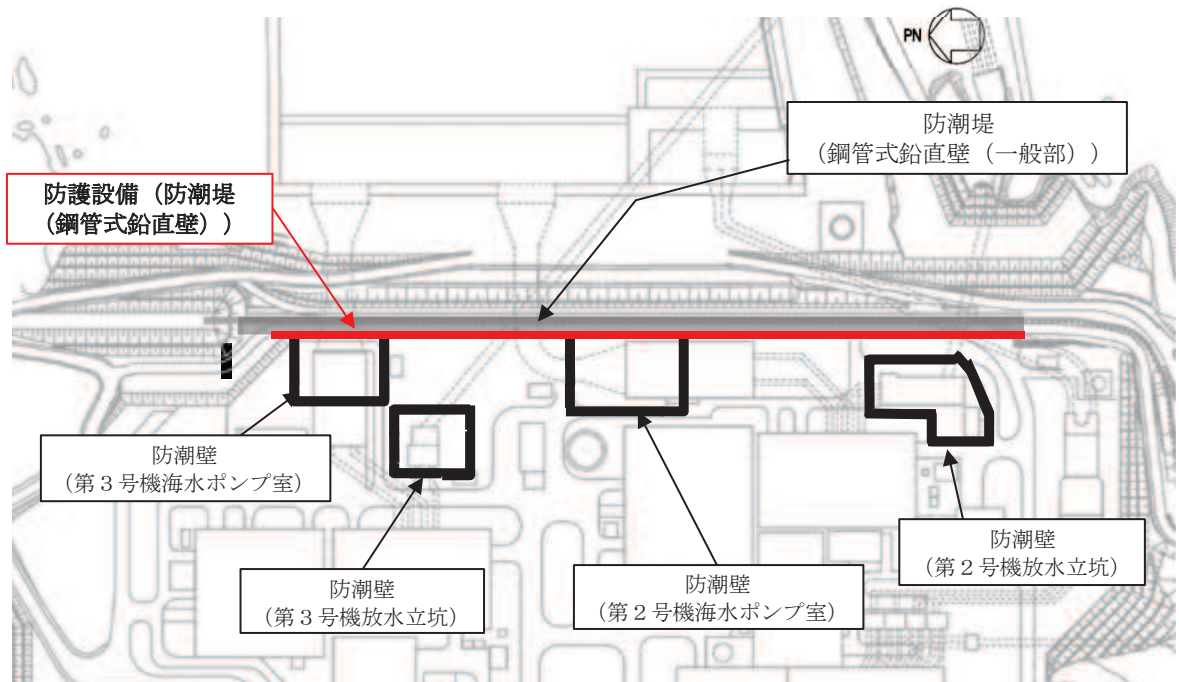 PN
防潮堤
（鋼管式鉛直壁（一般部））
防護設備（防潮堤
（鋼管式鉛直壁））
防潮壁
（第３号機海水ポンプ室）
防潮壁
（第３号機放水立坑）
防潮壁
（第２号機海水ポンプ室）
防潮壁
（第２号機放水立坑）